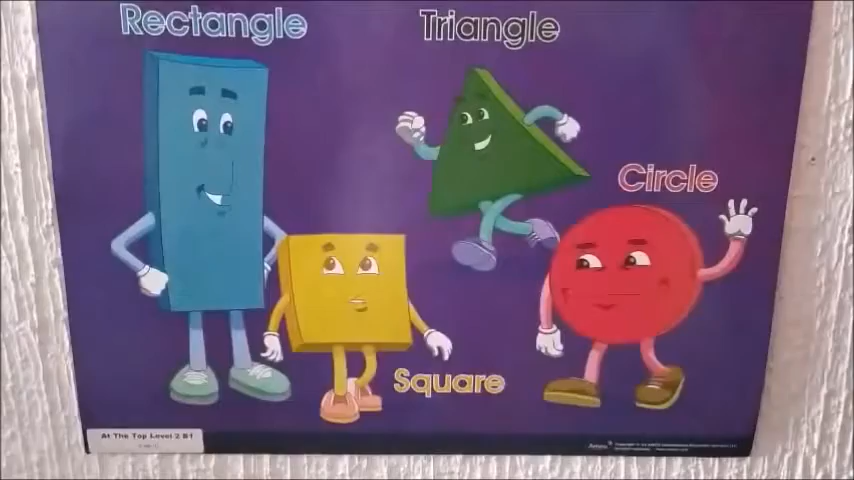 Rectangle
Triangle
Circle
Square
At The Top Level 2 B1